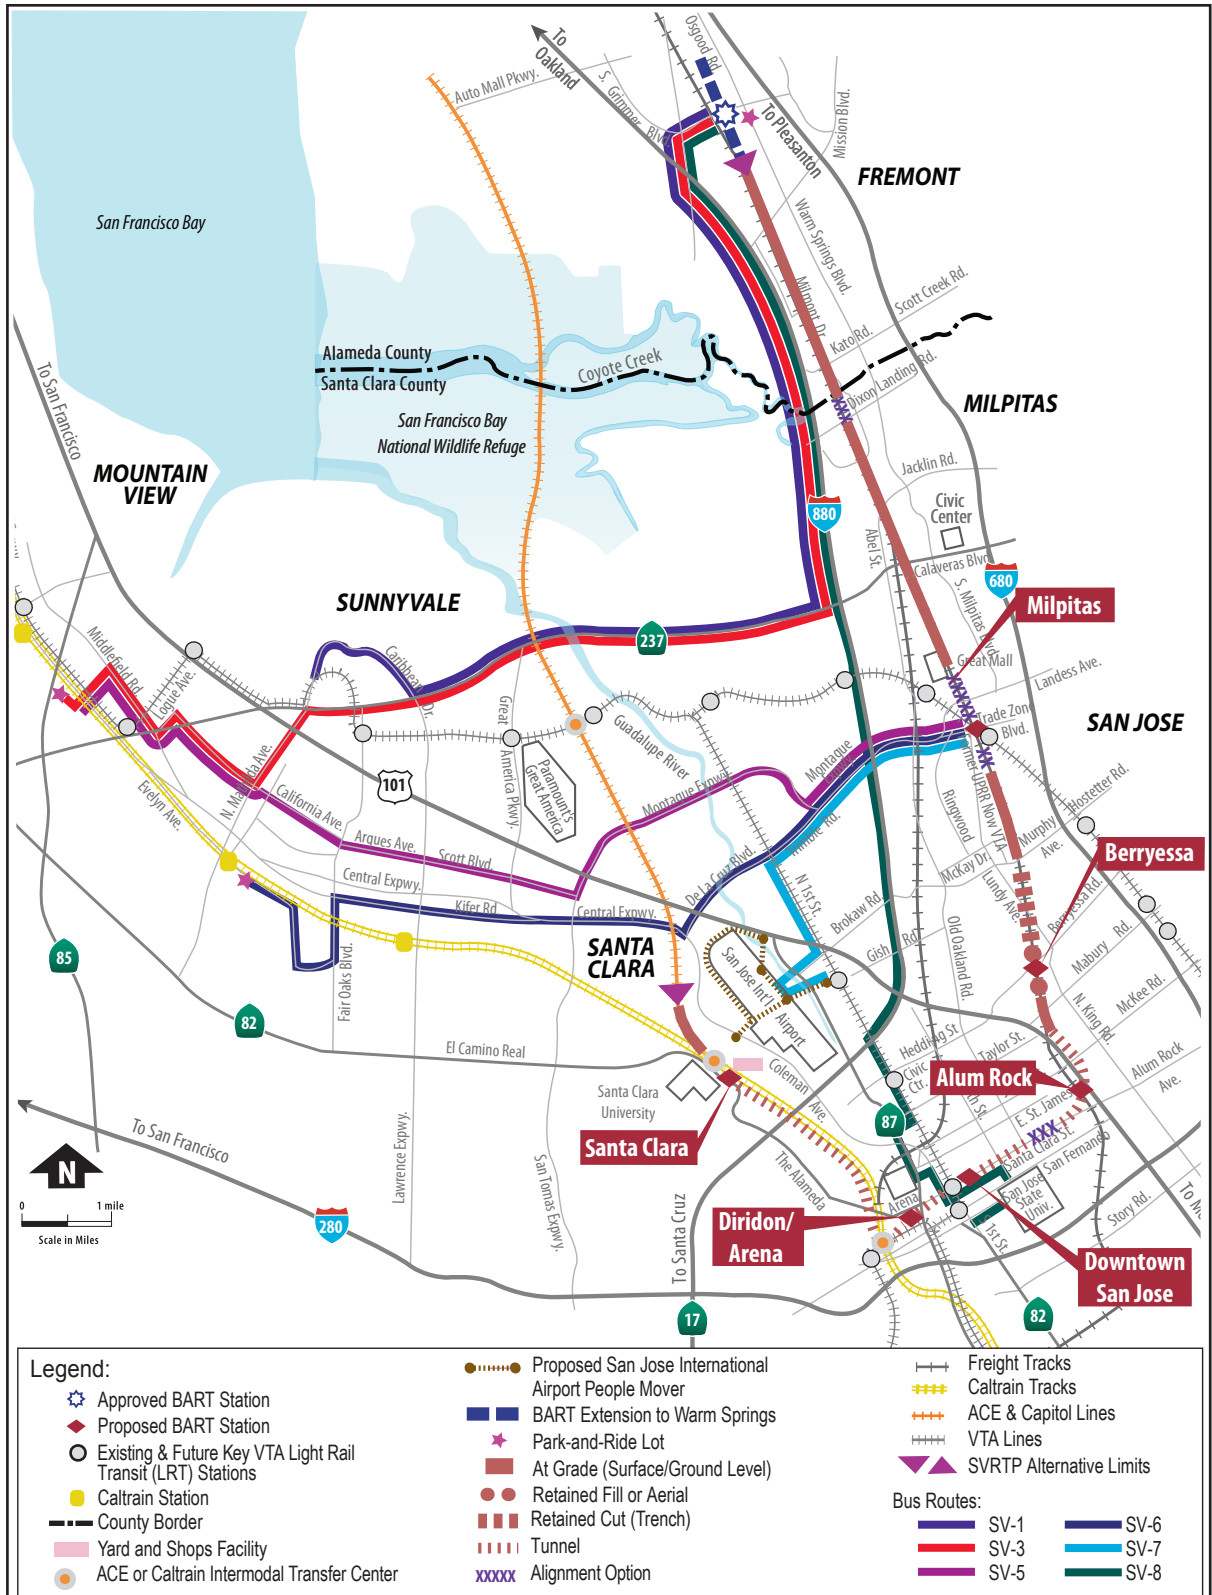 To
Oakland
Osgood Rd.
Auto Mall Pkwy.
S. Grimmer Blvd.
To Pleasanton
Mission Blvd.
FREMONT
San Francisco Bay
Warm Springs Blvd.
Milmont Dr.
Scott Creek Rd.
Kato Rd.
Dixon Landing Rd.
Alameda County
Santa Clara County
Coyote Creek
To San Francisco
San Francisco Bay
National Wildlife Refuge
MILPITAS
MOUNTAIN
VIEW
Jacklin Rd.
Civic
Center
880
Abel St.
Calaveras Blvd.
680
SUNNYVALE
S. Milpitas Blvd.
Milpitas
237
Great Mall
Landess Ave.
Middlefield Rd.
Logue Ave.
Caribbean Dr.
Great
America Pkwy.
Guadalupe River
Trade Zone
Blvd.
SAN JOSE
Montague
Expwy.
101
Paramount's
Great America
Montaque Expwy.
N. Mathilda Ave.
Evelyn Ave.
California Ave.
Arques Ave.
Scott Blvd.
Trimble Rd.
Ringwood
Former UPRR Now VTA
Hostetter Rd.
Murphy
Ave.
McKay Dr.
Lundy Ave.
Berryessa
Central Expwy.
Kifer Rd.
Central Expwy.
De La Cruz Blvd.
N 1st St.
Brokaw Rd.
Gish Rd.
Old Oakland Rd.
Berryessa Rd.
Mabury Rd.
SANTA
CLARA
San Jose Int'l
Airport
85
Fair Oaks Blvd.
82
N. King Rd.
McKee Rd.
El Camino Real
Hedding St
Taylor St.
Civic
Ctr.
Alum Rock
Alum Rock
Ave.
Coleman Ave.
Santa Clara
University
E. St. James
87
To San Francisco
Santa Clara
Santa Clara St.
San Fernando
N
0 1 mile
Scale in Miles
Lawrence Expwy.
San Tomas Expwy.
The Alameda
Arena
San Jose
State
Univ.
Story Rd.
280
To Santa Cruz
Diridon/
Arena
1st St.
Downtown
San Jose
17
82
Legend:
Approved BART Station
Proposed BART Station
Existing & Future Key VTA Light Rail
Transit (LRT) Stations
Caltrain Station
County Border
Yard and Shops Facility
ACE or Caltrain Intermodal Transfer Center
Proposed San Jose International
Airport People Mover
BART Extension to Warm Springs
Park-and-Ride Lot
At Grade (Surface/Ground Level)
Retained Fill or Aerial
Retained Cut (Trench)
Tunnel
Alignment Option
Freight Tracks
Caltrain Tracks
ACE & Capitol Lines
VTA Lines
SVRTP Alternative Limits
Bus Routes:
SV-1
SV-3
SV-5
SV-6
SV-7
SV-8